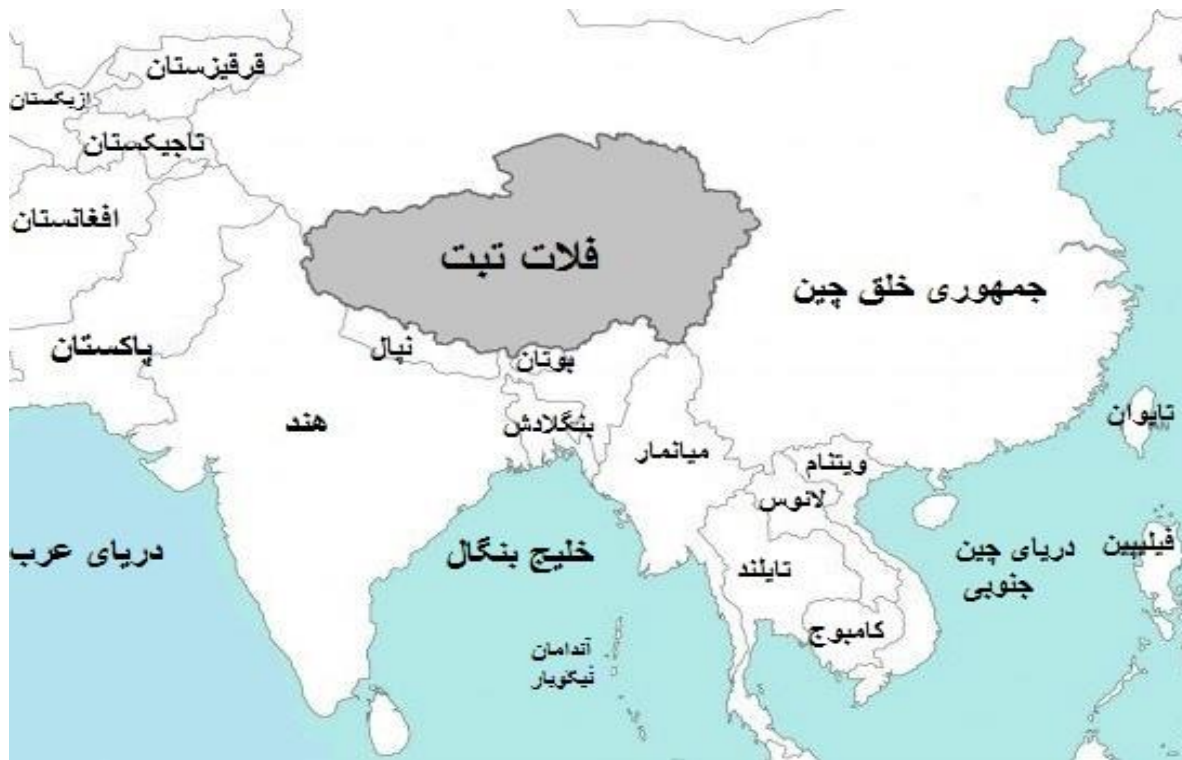 قرقیزستان
ازبکستان
تاجیکستان
افغانستان
فلات تبت
جمهوری خلق چین
پاکستان
نپال
بوتان
هند
بنگلادش
میانمار
تایوان
ویتنام
لائوس
دریای عرب
خلیج بنگال
تایلند
دریای چین
جنوبی
فیلیپین
کامبوج
آندامان
نیکوبار